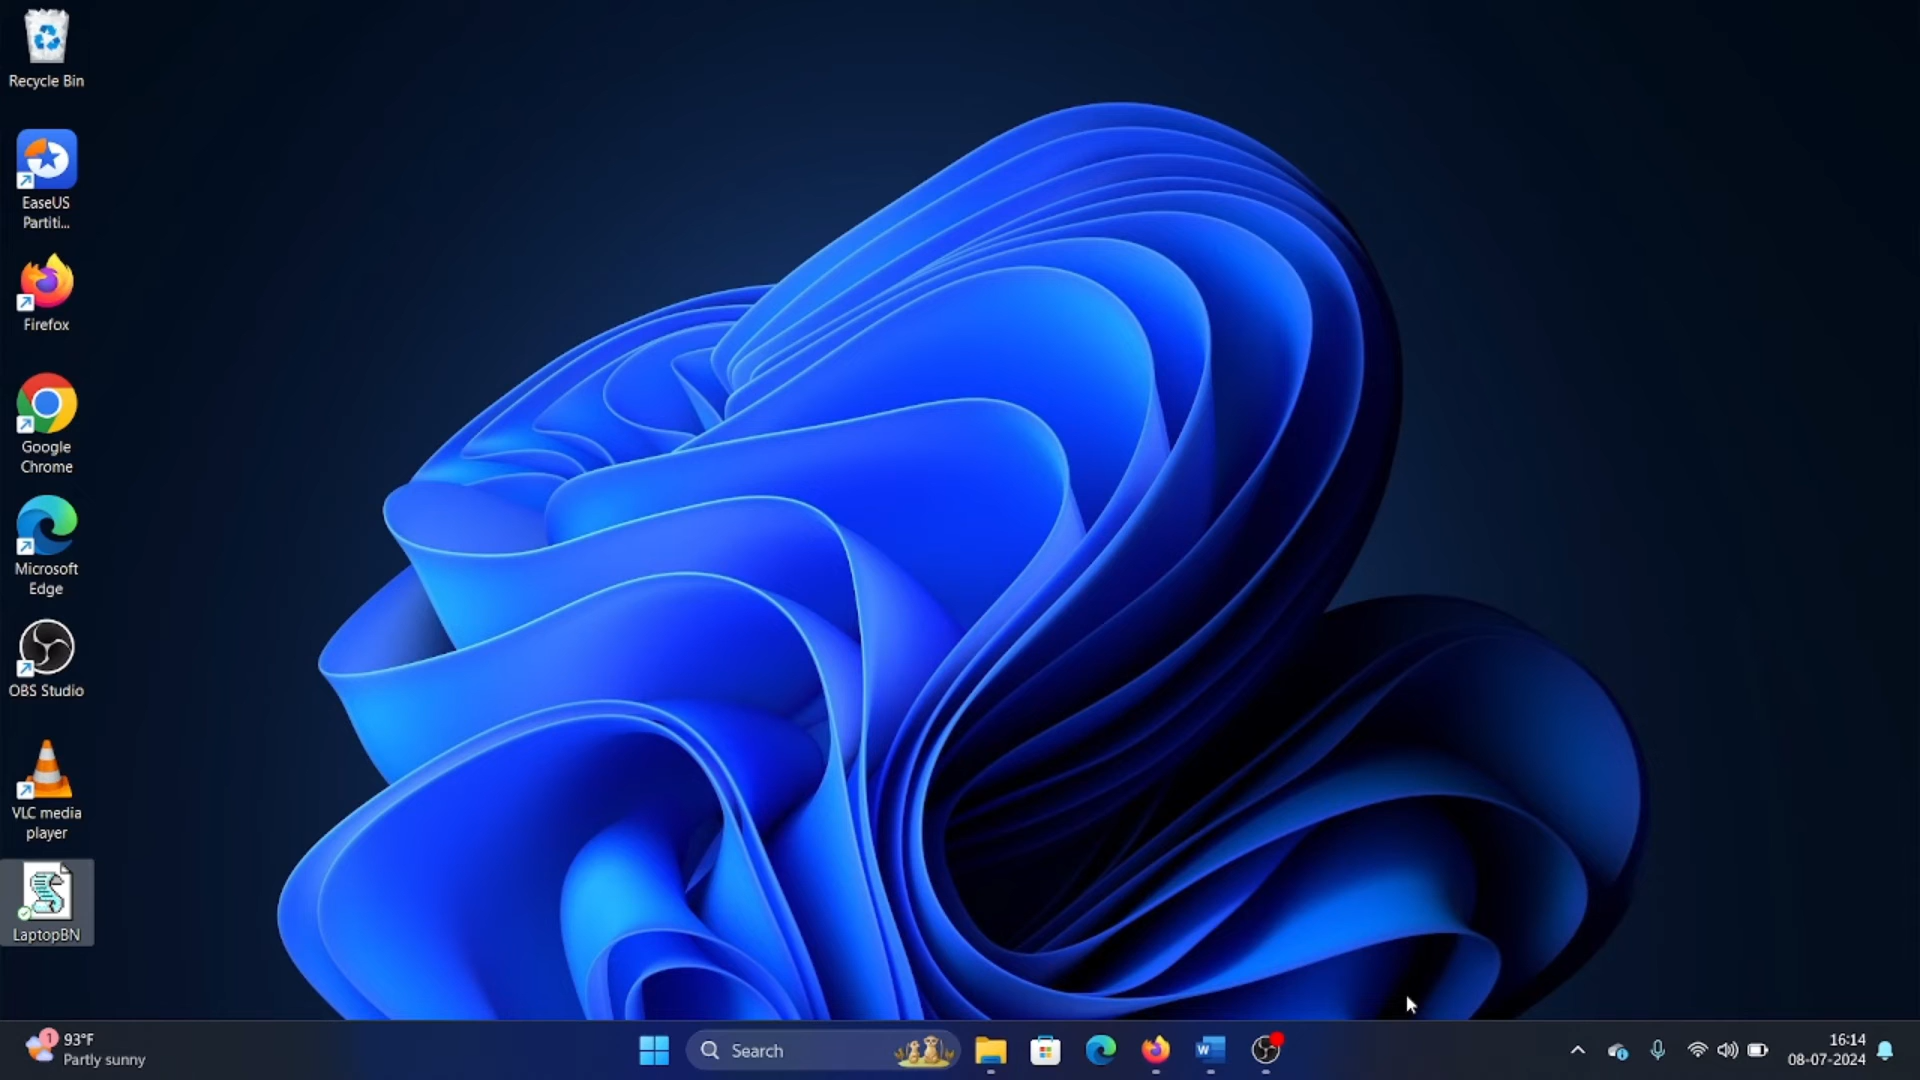 Recycle Bin
EaseUS
Partiti...
Firefox
Google
Chrome
Microsoft
Edge
OBS Studio
VLC media
player
LaptopBN
1
93°F
Partly sunny
Search
W
16:14
08-07-2024